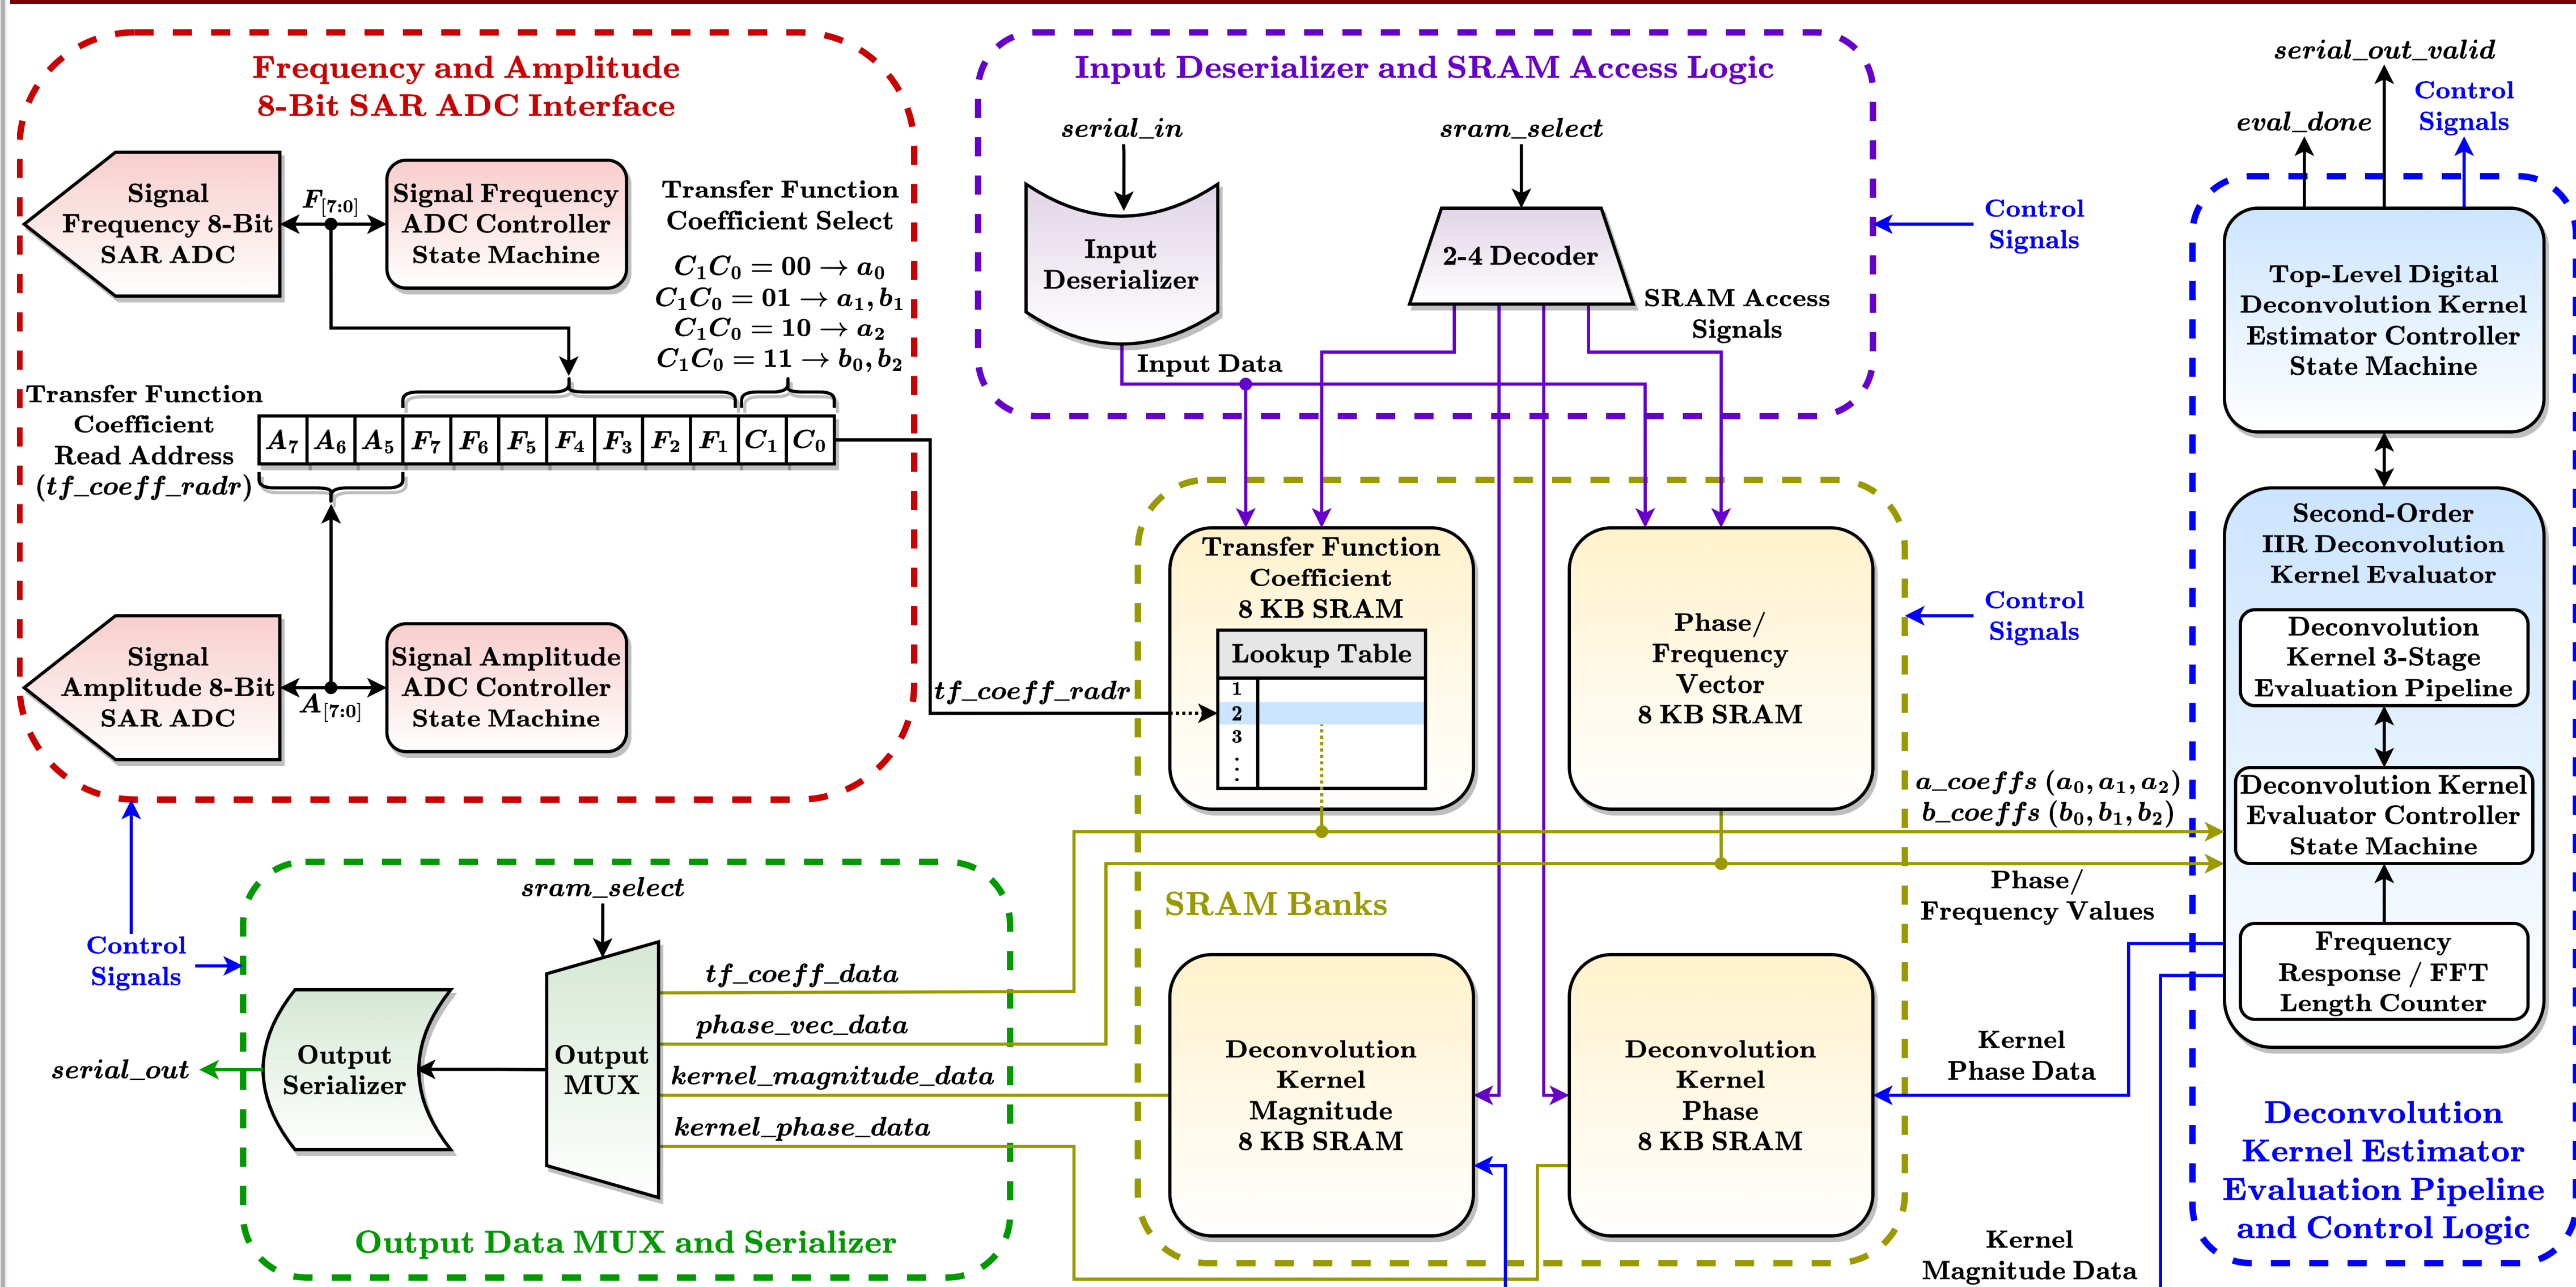 Frequency and Amplitude
8-Bit SAR ADC Interface
Signal
Frequency 8-Bit
SAR ADC
F[7:0]
Signal Frequency
ADC Controller
State Machine
Transfer Function
Coefficient Select
C1C0 = 00 → a0
C1C0 = 01 → a1, b1
C1C0 = 10 → a2
C1C0 = 11 → b0, b2
Transfer Function
Coefficient
Read Address
(tf_coeff_radr)
A7 A6 A5 F7 F6 F5 F4 F3 F2 F1 C1 C0
Signal
Amplitude 8-Bit
SAR ADC
A[7:0]
Signal Amplitude
ADC Controller
State Machine
Input Deserializer and SRAM Access Logic
serial_in
Input
Deserializer
sram_select
2-4 Decoder
SRAM Access
Signals
Input Data
Control
Signals
tf_coeff_radr
Transfer Function
Coefficient
8 KB SRAM
Lookup Table
1
2
3
⋮
Phase/
Frequency
Vector
8 KB SRAM
Control
Signals
SRAM Banks
Deconvolution
Kernel
Magnitude
8 KB SRAM
Deconvolution
Kernel
Phase
8 KB SRAM
a_coeffs (a0, a1, a2)
b_coeffs (b0, b1, b2)
Phase/
Frequency Values
Kernel
Phase Data
Kernel
Magnitude Data
serial_out_valid
eval_done
Control
Signals
Top-Level Digital
Deconvolution Kernel
Estimator Controller
State Machine
Second-Order
IIR Deconvolution
Kernel Evaluator
Deconvolution
Kernel 3-Stage
Evaluation Pipeline
Deconvolution Kernel
Evaluator Controller
State Machine
Frequency
Response / FFT
Length Counter
Deconvolution
Kernel Estimator
Evaluation Pipeline
and Control Logic
Control
Signals
sram_select
tf_coeff_data
phase_vec_data
kernel_magnitude_data
kernel_phase_data
Output
MUX
Output
Serializer
serial_out
Output Data MUX and Serializer